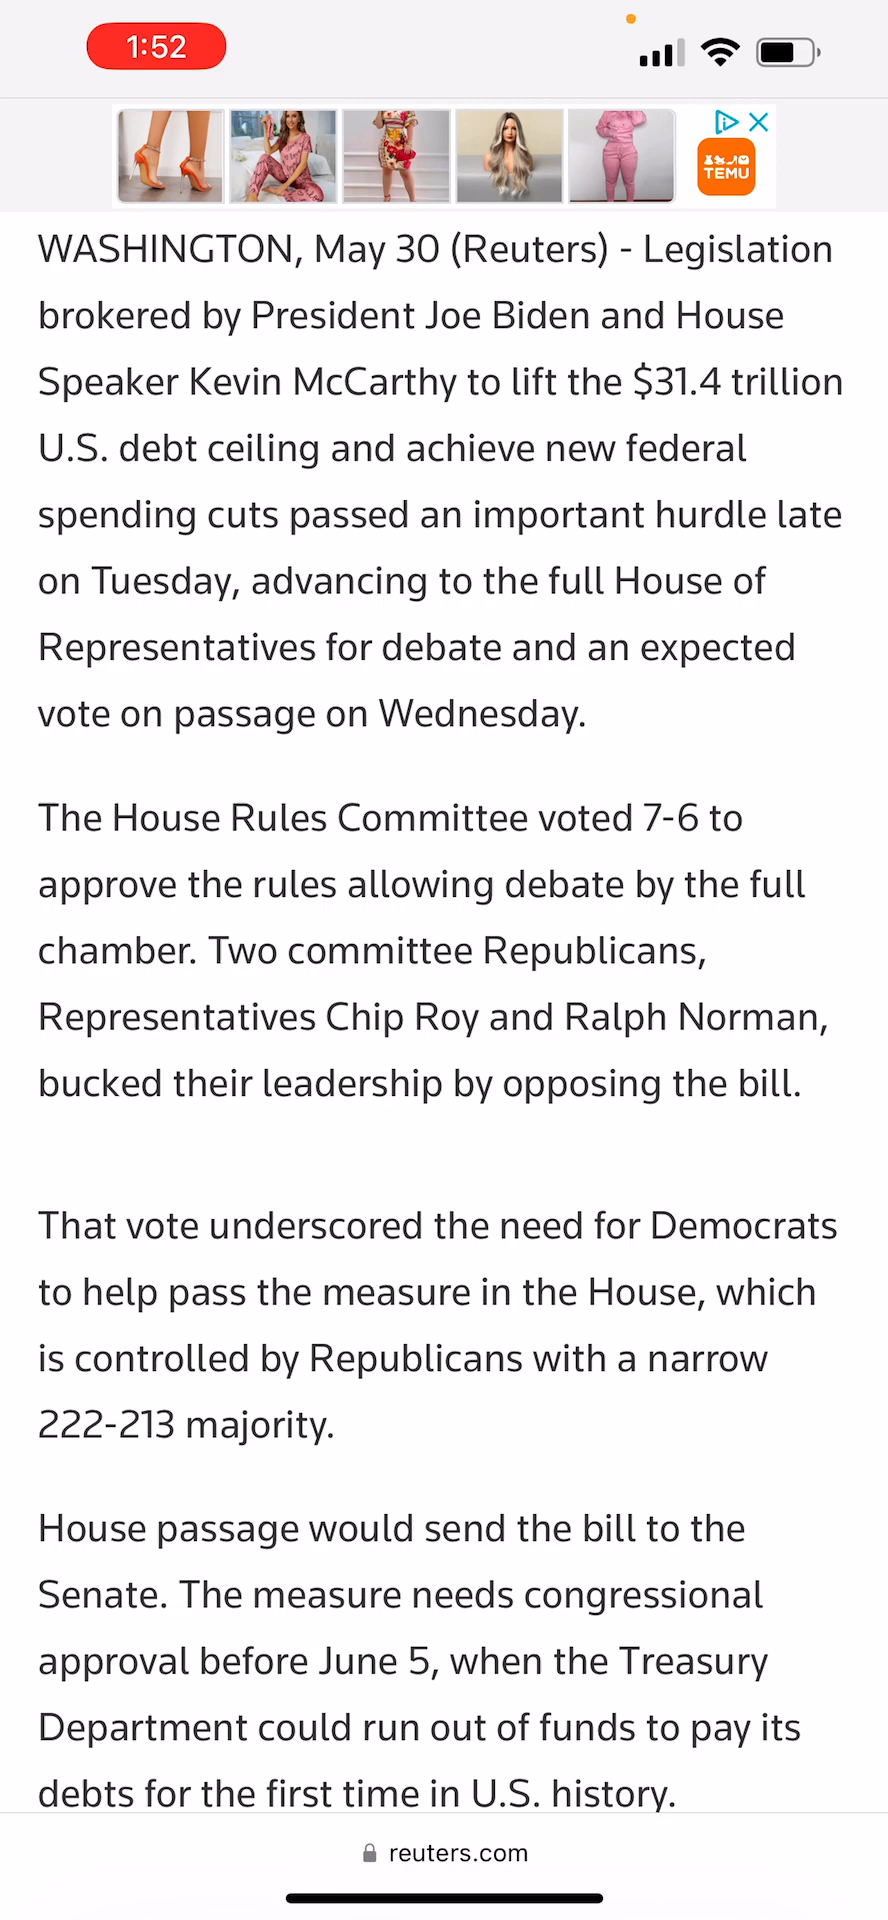 1:52
TEMU
WASHINGTON, May 30 (Reuters) - Legislation
brokered by President Joe Biden and House
Speaker Kevin McCarthy to lift the $31.4 trillion
U.S. debt ceiling and achieve new federal
spending cuts passed an important hurdle late
on Tuesday, advancing to the full House of
Representatives for debate and an expected
vote on passage on Wednesday.
The House Rules Committee voted 7-6 to
approve the rules allowing debate by the full
chamber. Two committee Republicans,
Representatives Chip Roy and Ralph Norman,
bucked their leadership by opposing the bill.
That vote underscored the need for Democrats
to help pass the measure in the House, which
is controlled by Republicans with a narrow
222-213 majority.
House passage would send the bill to the
Senate. The measure needs congressional
approval before June 5, when the Treasury
Department could run out of funds to pay its
debts for the first time in U.S. history.
reuters.com